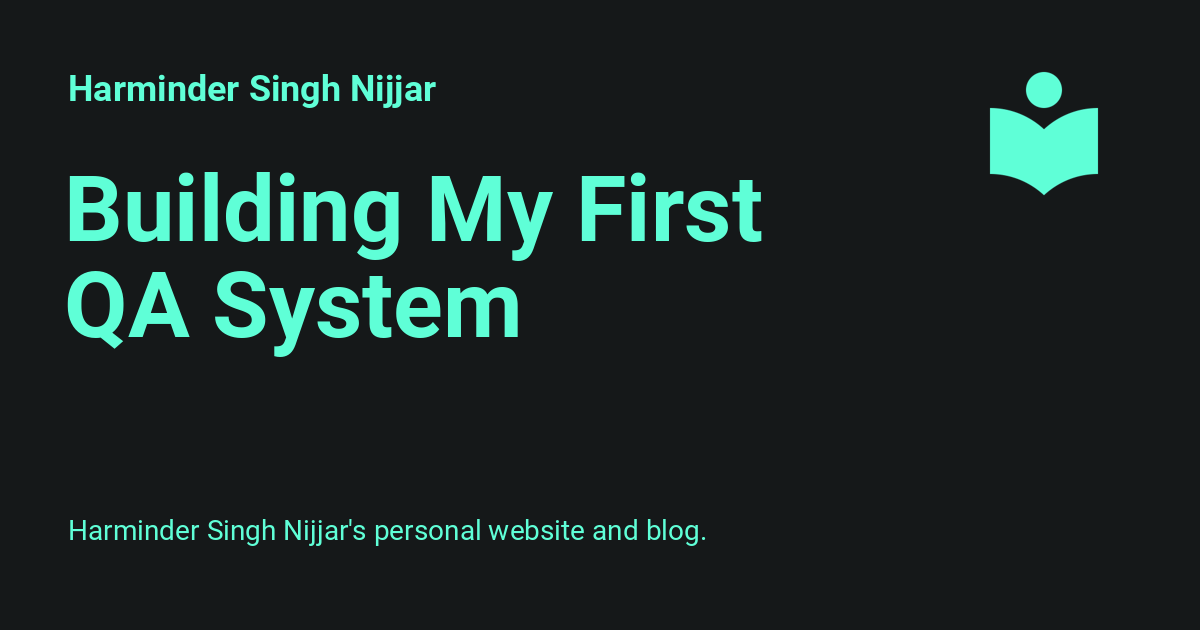 Harminder Singh Nijjar
Building My First
QA System
Harminder Singh Nijjar's personal website and blog.